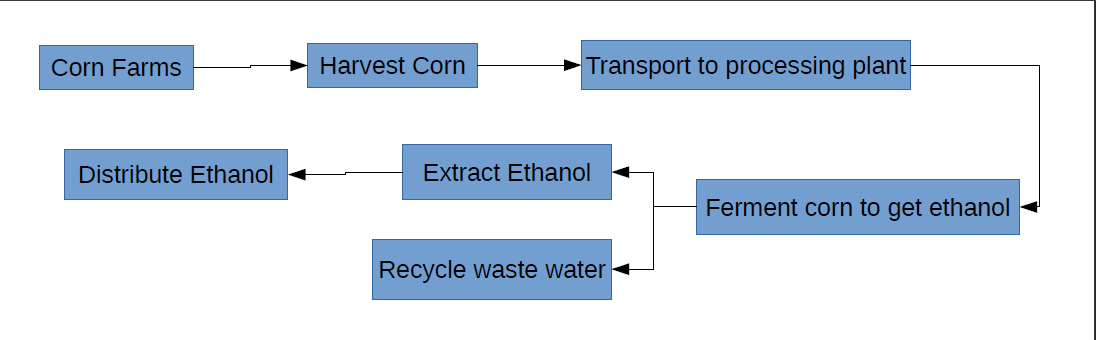 Corn Farms
Harvest Corn
Transport to processing plant
Ferment corn to get ethanol
Extract Ethanol
Distribute Ethanol
Recycle waste water